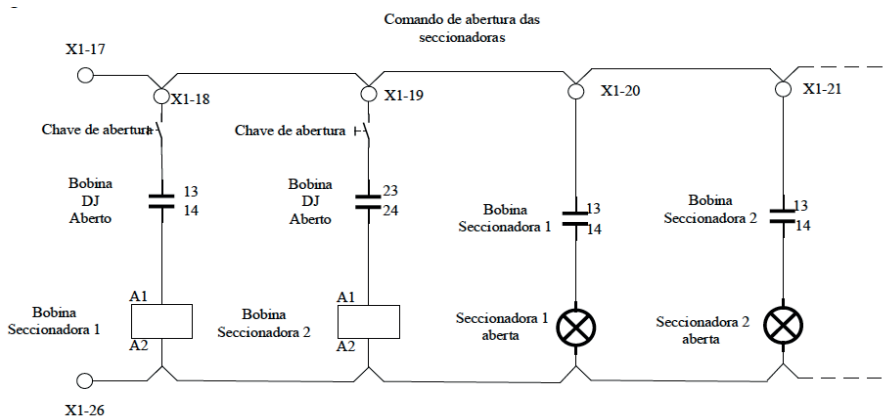 Comando de abertura das
seccionadoras
X1-17
X1-18
X1-19
X1-20
X1-21
Chave de abertura
Chave de abertura
Bobina
DJ
Aberto
13
14
Bobina
DJ
Aberto
23
24
Bobina
Seccionadora 1
13
14
Bobina
Seccionadora 2
13
14
Bobina
Seccionadora 1
A1
A2
Bobina
Seccionadora 2
A1
A2
Seccionadora 1
aberta
Seccionadora 2
aberta
X1-26